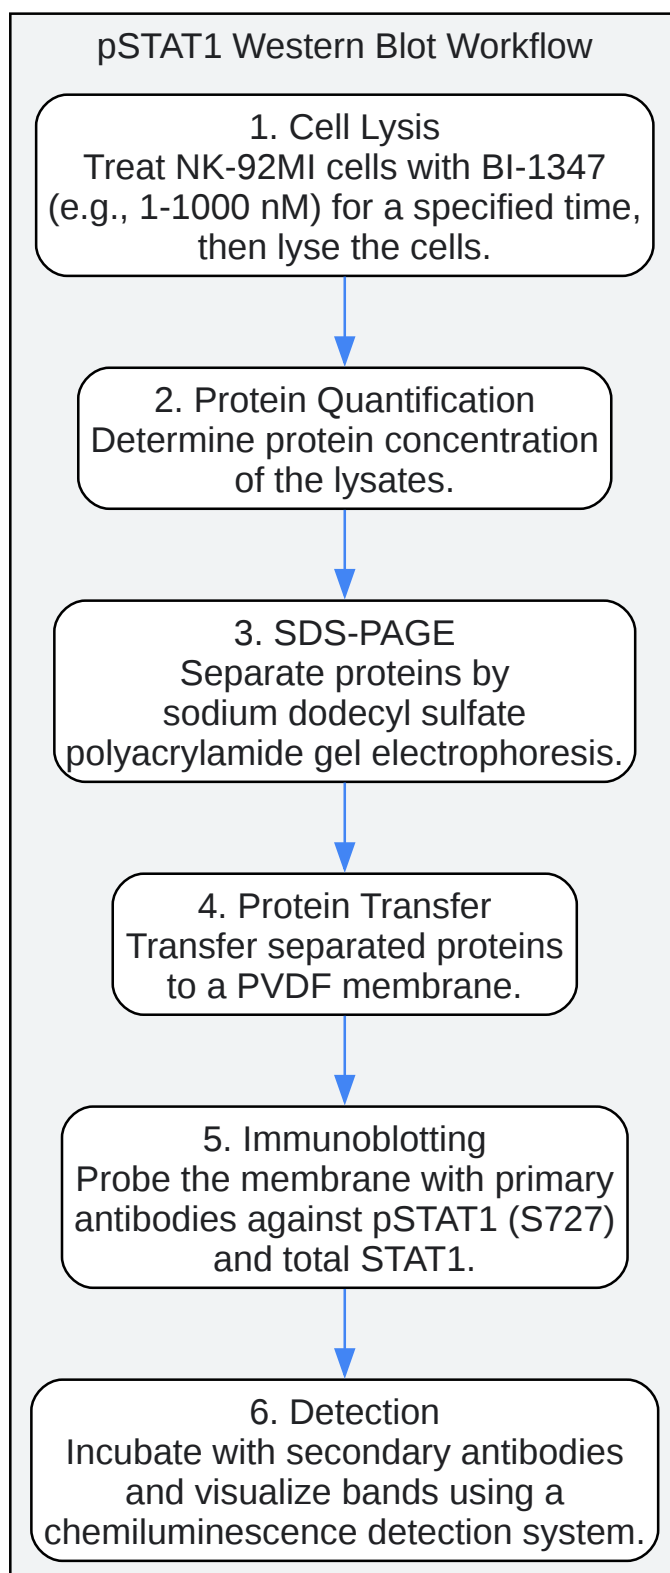 pSTAT1 Western Blot Workflow
1. Cell Lysis
Treat NK-92MI cells with BI-1347
(e.g., 1-1000 nM) for a specified time,
then lyse the cells.
2. Protein Quantification
Determine protein concentration
of the lysates.
3. SDS-PAGE
Separate proteins by
sodium dodecyl sulfate
polyacrylamide gel electrophoresis.
4. Protein Transfer
Transfer separated proteins
to a PVDF membrane.
5. Immunoblotting
Probe the membrane with primary
antibodies against pSTAT1 (S727)
and total STAT1.
6. Detection
Incubate with secondary antibodies
and visualize bands using a
chemiluminescence detection system.